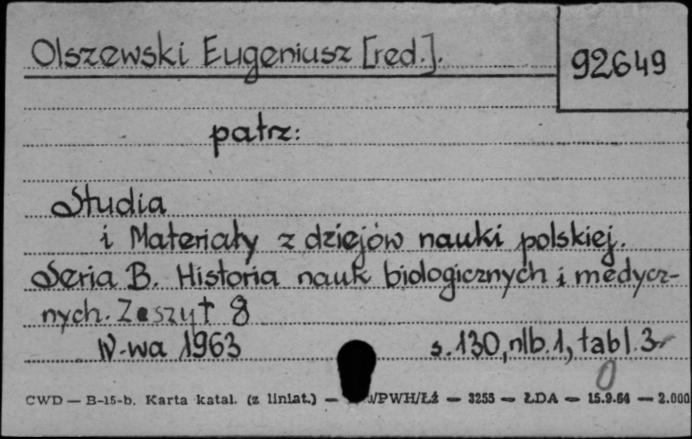 Olszewski Eugeniusz [red.].
92649
patrz:
Studia
i Materiały z dziejów nauki polskiej.
Seria B. Historia nauk biologicznych i medycz-
nych. Zeszyt 8
W-wa 1963 s. 130, nlb. 1, tabl. 3
0
CWD — B-15-b. Karta katal. (z liniat.) — /PWH/Łź — 3255 — ŁDA — 15.9.64 — 2.000